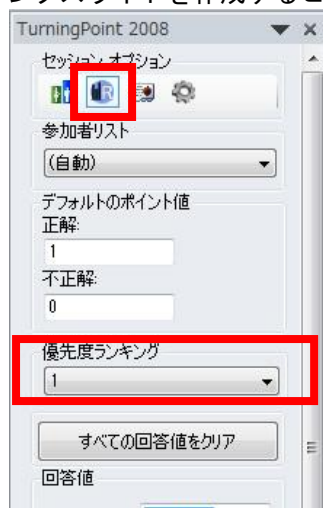 TurningPoint 2008
セッション オプション
参加者リスト
(自動)
デフォルトのポイント値
正解:
1
不正解:
0
優先度ランキング
1
すべての回答値をクリア
回答値